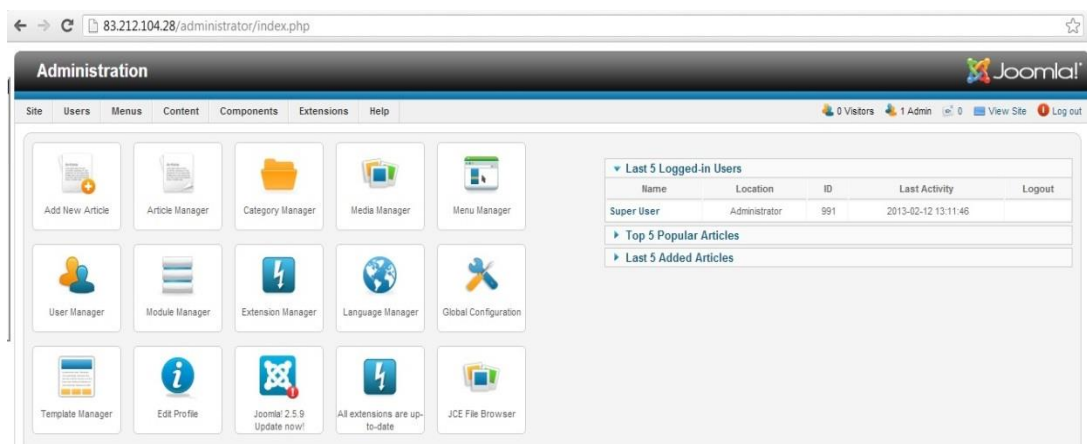 83.212.104.28/administrator/index.php
Administration
Joomla!
Site Users Menus Content Components Extensions Help
0 Visitors 1 Admin 0 View Site Log out
Add New Article
Article Manager
Category Manager
Media Manager
Menu Manager
User Manager
Module Manager
Extension Manager
Language Manager
Global Configuration
Template Manager
Edit Profile
Joomla! 2.5.9
Update now!
All extensions are up-
to-date
JCE File Browser
Last 5 Logged-in Users
Name Location ID Last Activity Logout
Super User Administrator 991 2013-02-12 13:11:46
Top 5 Popular Articles
Last 5 Added Articles